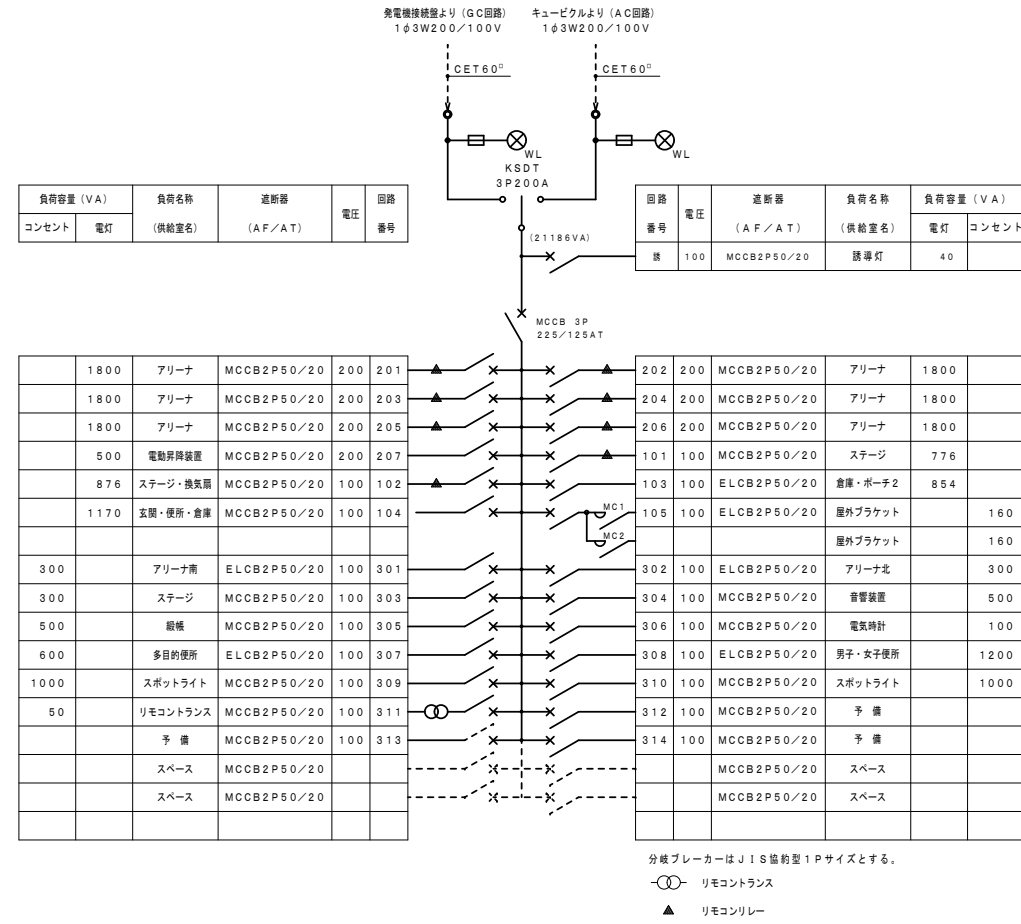 発電機接続盤より(GC回路)
1φ3W200/100V
キュービクルより(AC回路)
1φ3W200/100V
CET60□
CET60□
WL
WL
KSDT
3P200A
負荷容量(VA) 負荷名称 遮断器 電圧 回路
コンセント 電灯 (供給室名) (AF/AT) 番号
回路 電圧 遮断器 負荷名称 負荷容量(VA)
番号 (AF/AT) (供給室名) 電灯 コンセント
(21186VA)
誘 100 MCCB2P50/20 誘導灯 40
MCCB 3P
225/125AT
1800 アリーナ MCCB2P50/20 200 201 202 200 MCCB2P50/20 アリーナ 1800
1800 アリーナ MCCB2P50/20 200 203 204 200 MCCB2P50/20 アリーナ 1800
1800 アリーナ MCCB2P50/20 200 205 206 200 MCCB2P50/20 アリーナ 1800
500 電動昇降装置 MCCB2P50/20 200 207 101 100 MCCB2P50/20 ステージ 776
876 ステージ・換気扇 MCCB2P50/20 100 102 103 100 ELCB2P50/20 倉庫・ポーチ2 854
1170 玄関・便所・倉庫 MCCB2P50/20 100 104 MC1 105 100 ELCB2P50/20 屋外ブラケット 160
MC2 屋外ブラケット 160
300 アリーナ南 ELCB2P50/20 100 301 302 100 ELCB2P50/20 アリーナ北 300
300 ステージ MCCB2P50/20 100 303 304 100 MCCB2P50/20 音響装置 500
500 緞帳 MCCB2P50/20 100 305 306 100 MCCB2P50/20 電気時計 100
600 多目的便所 ELCB2P50/20 100 307 308 100 ELCB2P50/20 男子・女子便所 1200
1000 スポットライト MCCB2P50/20 100 309 310 100 MCCB2P50/20 スポットライト 1000
50 リモコントランス MCCB2P50/20 100 311 312 100 MCCB2P50/20 予 備
予 備 MCCB2P50/20 100 313 314 100 MCCB2P50/20 予 備
スペース MCCB2P50/20 MCCB2P50/20 スペース
スペース MCCB2P50/20 MCCB2P50/20 スペース
分岐ブレーカーはJIS協約型1Pサイズとする。
リモコントランス
リモコンリレー